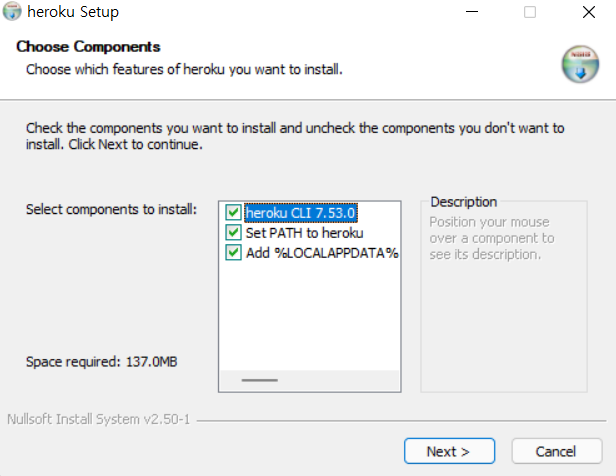 heroku Setup
Choose Components
Choose which features of heroku you want to install.
Check the components you want to install and uncheck the components you don't want to
install. Click Next to continue.
Select components to install:
heroku CLI 7.53.0
Set PATH to heroku
Add %LOCALAPPDATA%
Description
Position your mouse
over a component to
see its description.
Space required: 137.0MB
Nullsoft Install System v2.50-1
Next >
Cancel